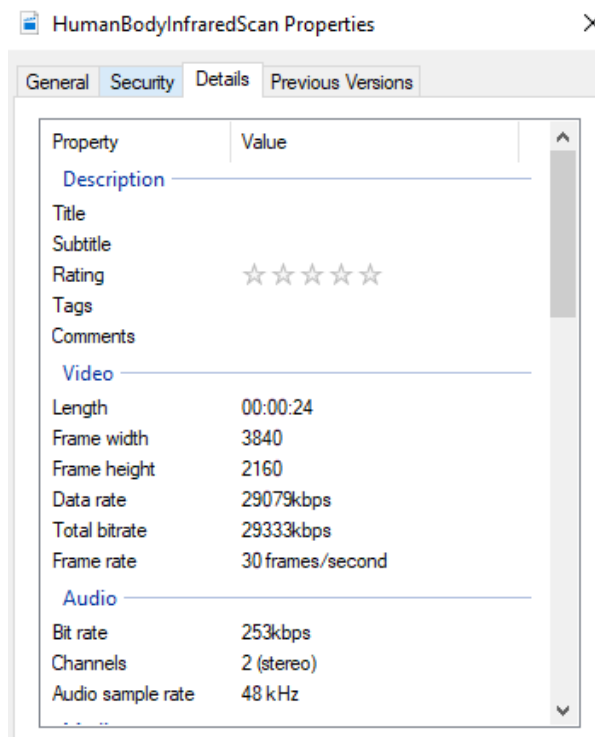 HumanBodyInfraredScan Properties
General Security Details Previous Versions
Property Value
Description
Title
Subtitle
Rating
Tags
Comments
Video
Length 00:00:24
Frame width 3840
Frame height 2160
Data rate 29079kbps
Total bitrate 29333kbps
Frame rate 30 frames/second
Audio
Bit rate 253kbps
Channels 2 (stereo)
Audio sample rate 48 kHz